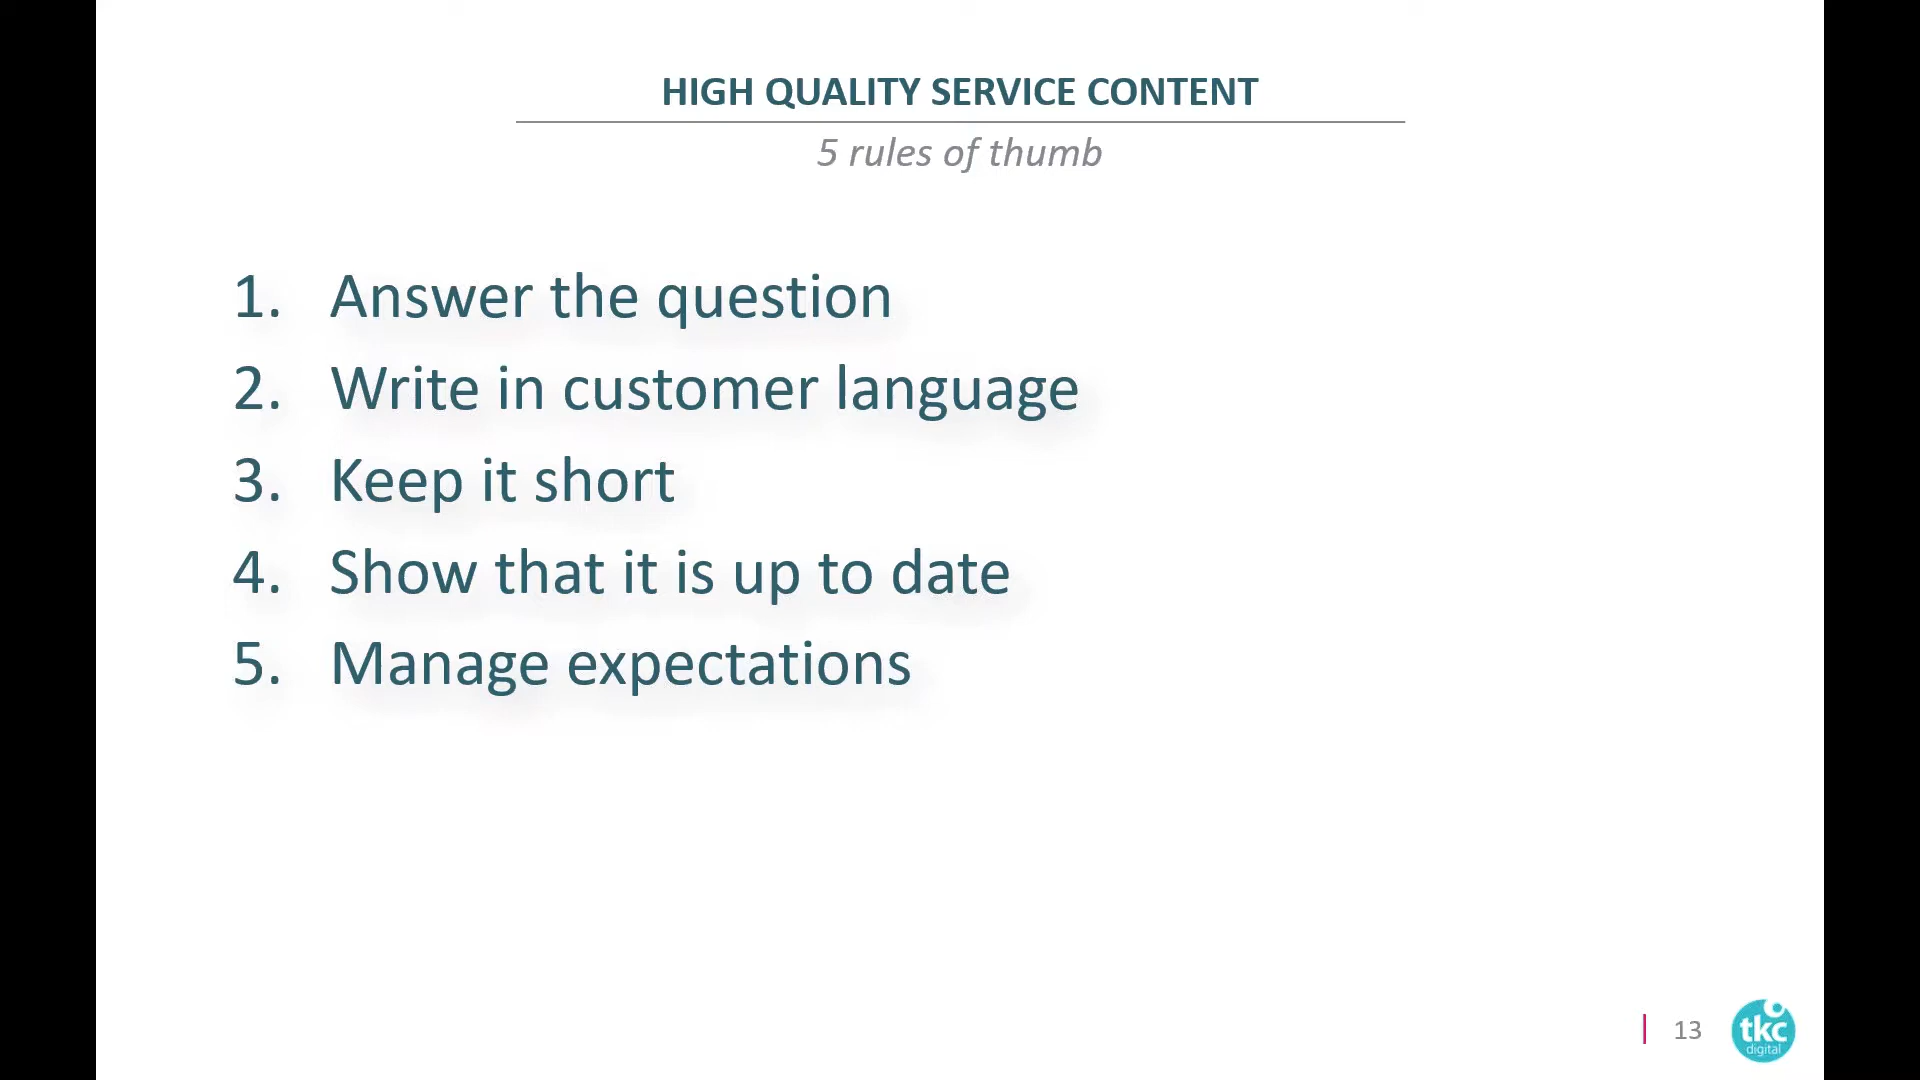 HIGH QUALITY SERVICE CONTENT
5 rules of thumb
1. Answer the question
2. Write in customer language
3. Keep it short
4. Show that it is up to date
5. Manage expectations
13
tkc
digital